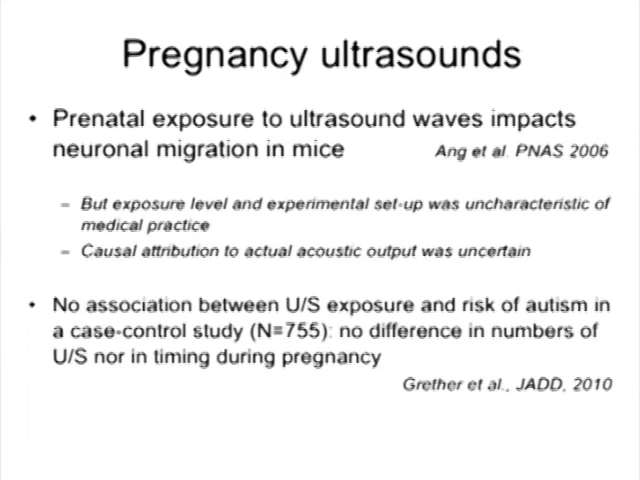 Pregnancy ultrasounds
• Prenatal exposure to ultrasound waves impacts
neuronal migration in mice Ang et al. PNAS 2006
– But exposure level and experimental set-up was uncharacteristic of
medical practice
– Causal attribution to actual acoustic output was uncertain
• No association between U/S exposure and risk of autism in
a case-control study (N=755): no difference in numbers of
U/S nor in timing during pregnancy
Grether et al., JADD, 2010